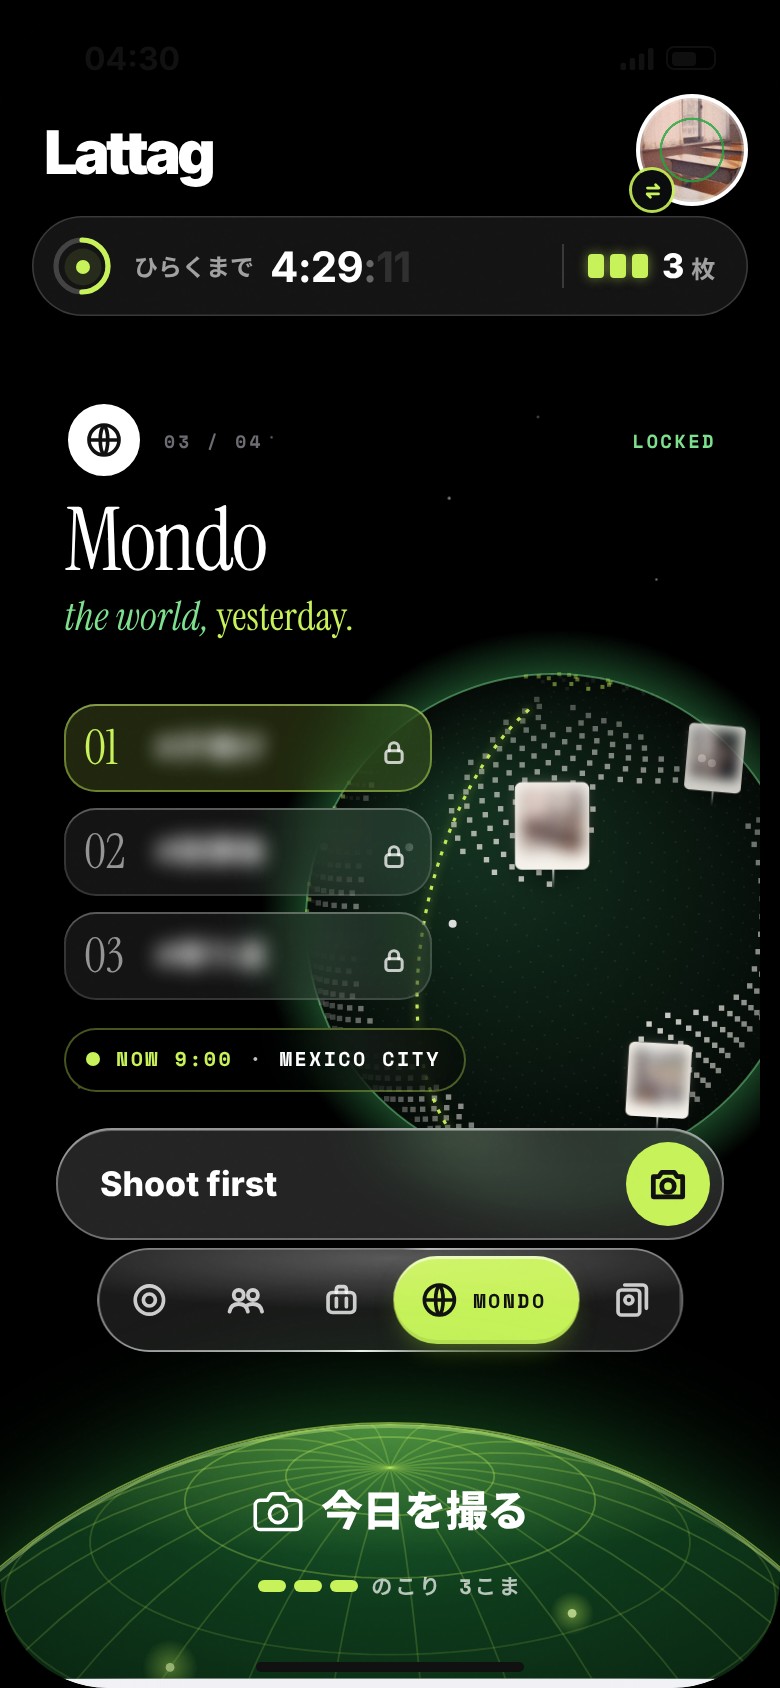 04:30
Lattag
ひらくまで 4:29:11 3 枚
03 / 04
LOCKED
Mondo
the world, yesterday.
01
02
03
NOW 9:00 · MEXICO CITY
Shoot first
MONDO
今日を撮る
のこり 3こま